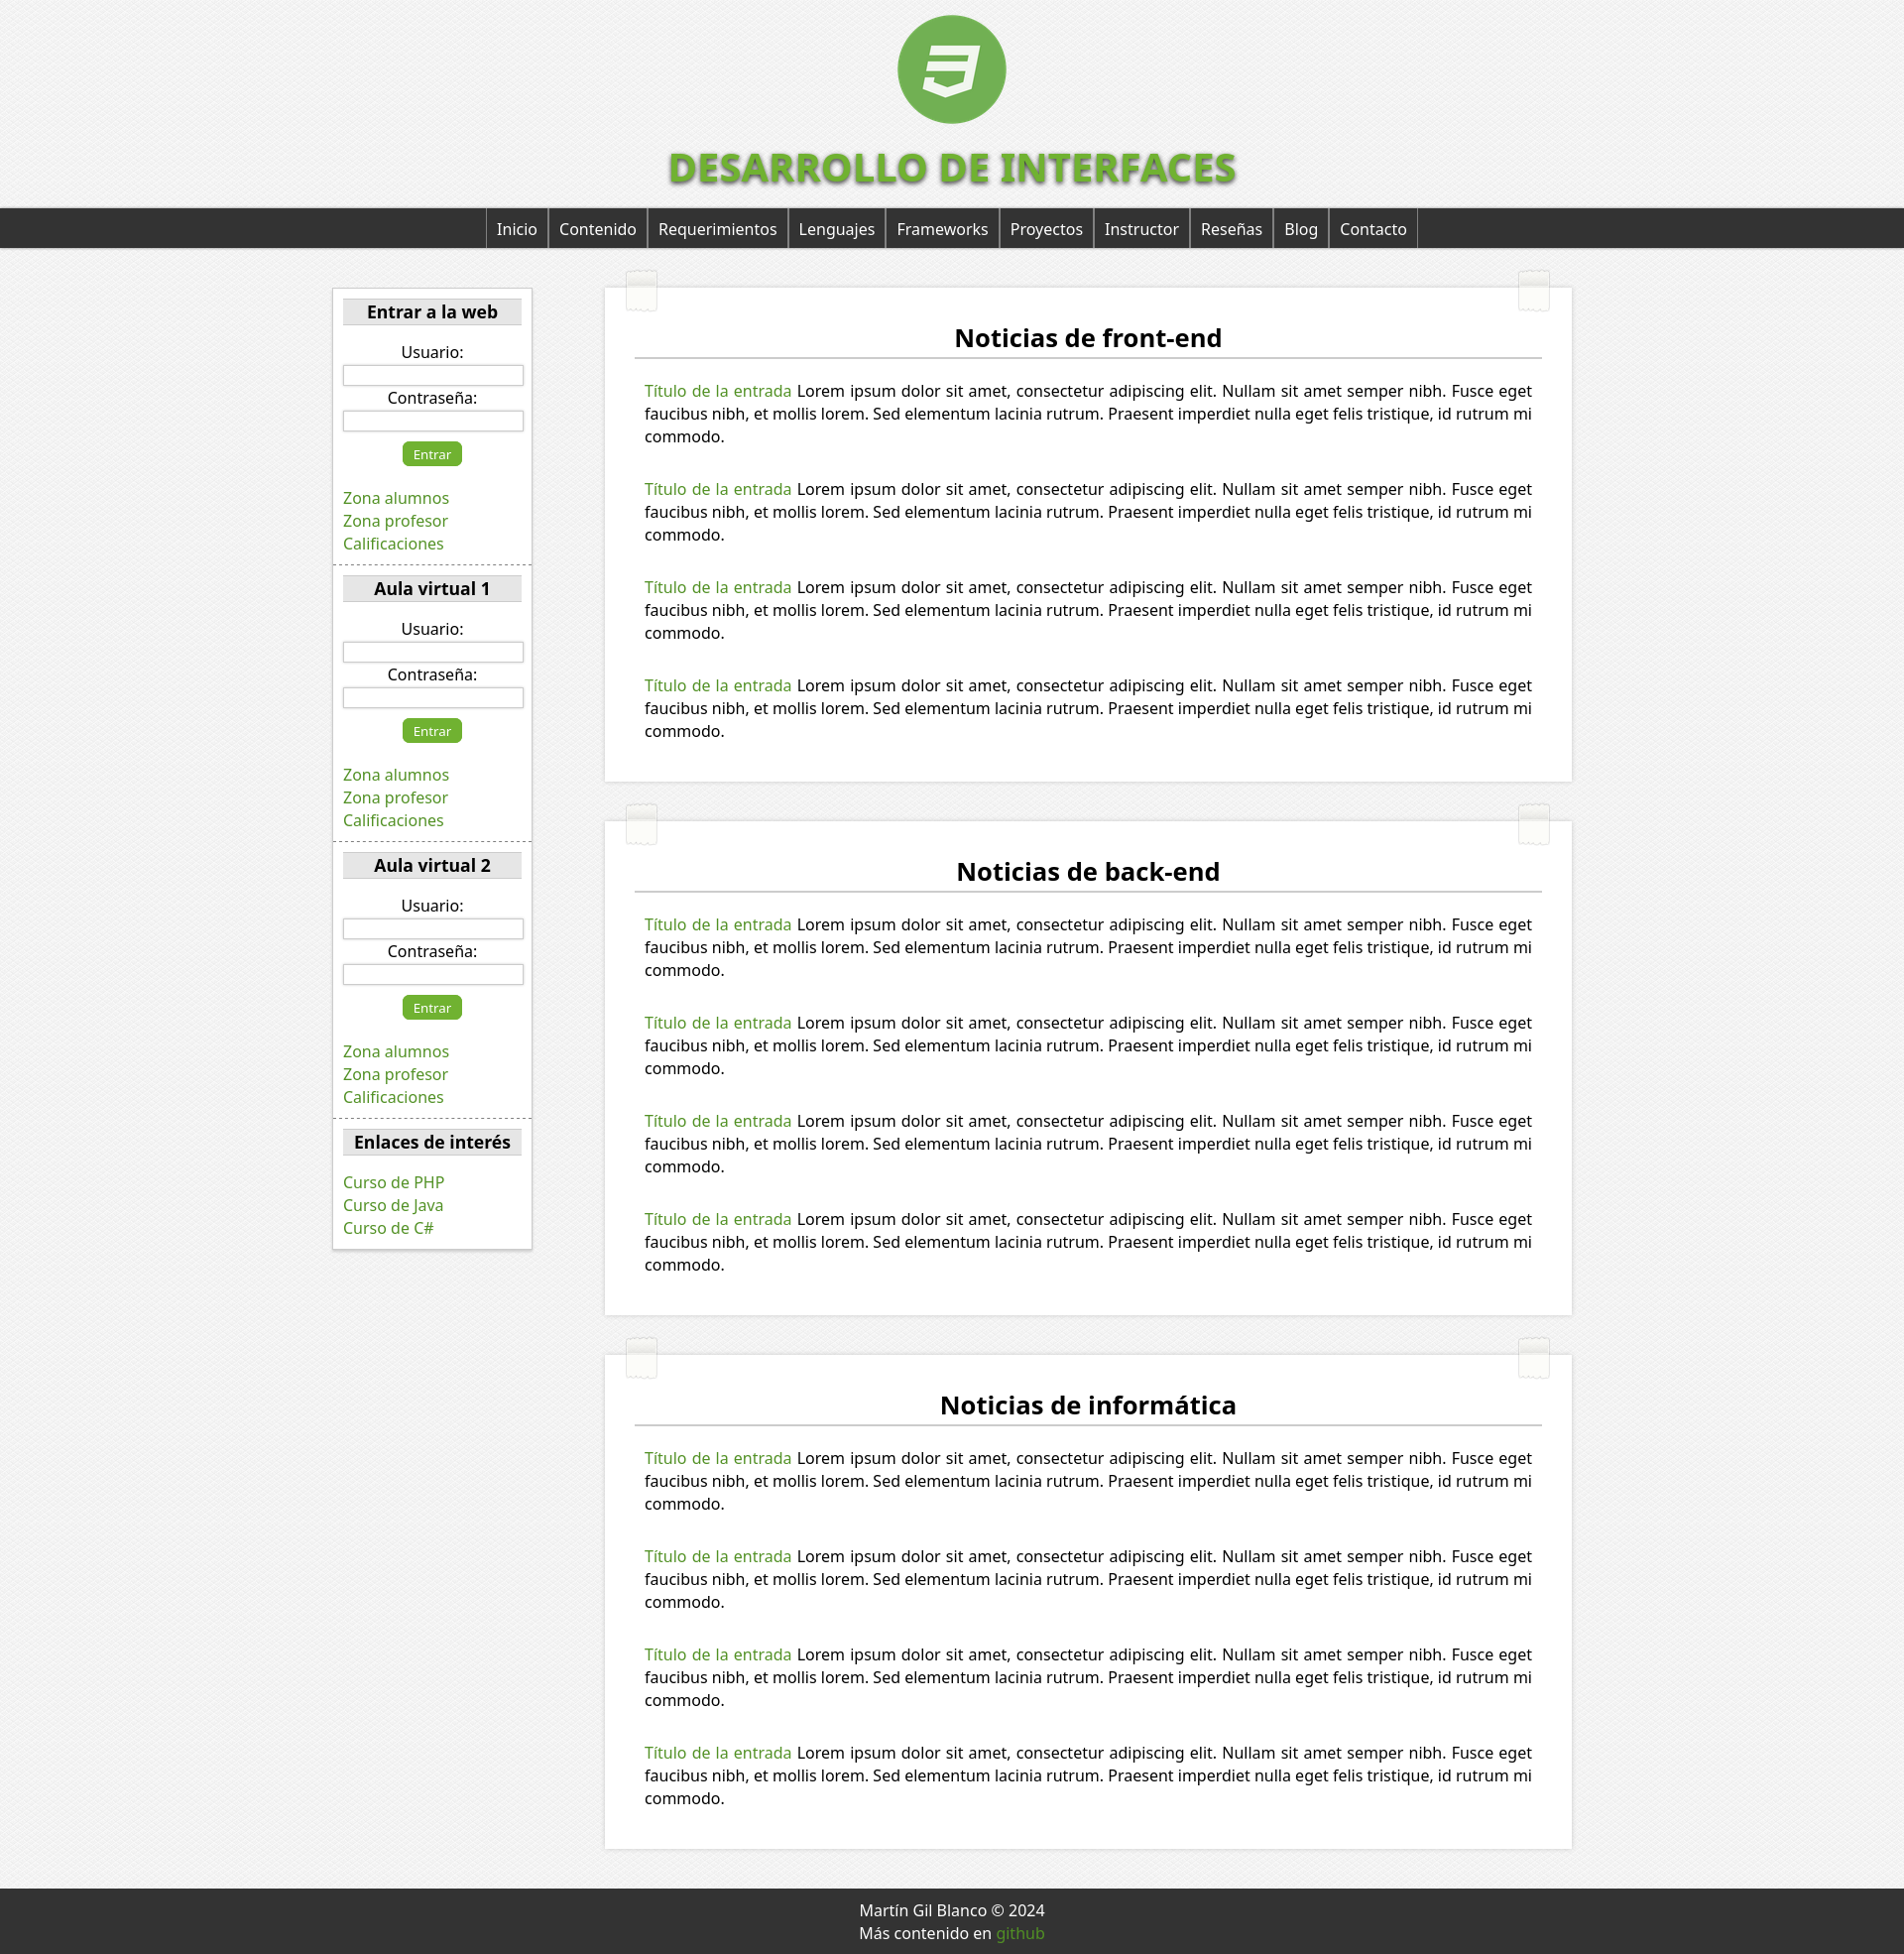 DESARROLLO DE INTERFACES
Inicio Contenido Requerimientos Lenguajes Frameworks Proyectos Instructor Reseñas Blog Contacto
Entrar a la web
Usuario:
Contraseña:
Entrar
Zona alumnos
Zona profesor
Calificaciones
Aula virtual 1
Usuario:
Contraseña:
Entrar
Zona alumnos
Zona profesor
Calificaciones
Aula virtual 2
Usuario:
Contraseña:
Entrar
Zona alumnos
Zona profesor
Calificaciones
Enlaces de interés
Curso de PHP
Curso de Java
Curso de C#
Noticias de front-end
Título de la entrada Lorem ipsum dolor sit amet, consectetur adipiscing elit. Nullam sit amet semper nibh. Fusce eget
faucibus nibh, et mollis lorem. Sed elementum lacinia rutrum. Praesent imperdiet nulla eget felis tristique, id rutrum mi
commodo.
Título de la entrada Lorem ipsum dolor sit amet, consectetur adipiscing elit. Nullam sit amet semper nibh. Fusce eget
faucibus nibh, et mollis lorem. Sed elementum lacinia rutrum. Praesent imperdiet nulla eget felis tristique, id rutrum mi
commodo.
Título de la entrada Lorem ipsum dolor sit amet, consectetur adipiscing elit. Nullam sit amet semper nibh. Fusce eget
faucibus nibh, et mollis lorem. Sed elementum lacinia rutrum. Praesent imperdiet nulla eget felis tristique, id rutrum mi
commodo.
Título de la entrada Lorem ipsum dolor sit amet, consectetur adipiscing elit. Nullam sit amet semper nibh. Fusce eget
faucibus nibh, et mollis lorem. Sed elementum lacinia rutrum. Praesent imperdiet nulla eget felis tristique, id rutrum mi
commodo.
Noticias de back-end
Título de la entrada Lorem ipsum dolor sit amet, consectetur adipiscing elit. Nullam sit amet semper nibh. Fusce eget
faucibus nibh, et mollis lorem. Sed elementum lacinia rutrum. Praesent imperdiet nulla eget felis tristique, id rutrum mi
commodo.
Título de la entrada Lorem ipsum dolor sit amet, consectetur adipiscing elit. Nullam sit amet semper nibh. Fusce eget
faucibus nibh, et mollis lorem. Sed elementum lacinia rutrum. Praesent imperdiet nulla eget felis tristique, id rutrum mi
commodo.
Título de la entrada Lorem ipsum dolor sit amet, consectetur adipiscing elit. Nullam sit amet semper nibh. Fusce eget
faucibus nibh, et mollis lorem. Sed elementum lacinia rutrum. Praesent imperdiet nulla eget felis tristique, id rutrum mi
commodo.
Título de la entrada Lorem ipsum dolor sit amet, consectetur adipiscing elit. Nullam sit amet semper nibh. Fusce eget
faucibus nibh, et mollis lorem. Sed elementum lacinia rutrum. Praesent imperdiet nulla eget felis tristique, id rutrum mi
commodo.
Noticias de informática
Título de la entrada Lorem ipsum dolor sit amet, consectetur adipiscing elit. Nullam sit amet semper nibh. Fusce eget
faucibus nibh, et mollis lorem. Sed elementum lacinia rutrum. Praesent imperdiet nulla eget felis tristique, id rutrum mi
commodo.
Título de la entrada Lorem ipsum dolor sit amet, consectetur adipiscing elit. Nullam sit amet semper nibh. Fusce eget
faucibus nibh, et mollis lorem. Sed elementum lacinia rutrum. Praesent imperdiet nulla eget felis tristique, id rutrum mi
commodo.
Título de la entrada Lorem ipsum dolor sit amet, consectetur adipiscing elit. Nullam sit amet semper nibh. Fusce eget
faucibus nibh, et mollis lorem. Sed elementum lacinia rutrum. Praesent imperdiet nulla eget felis tristique, id rutrum mi
commodo.
Título de la entrada Lorem ipsum dolor sit amet, consectetur adipiscing elit. Nullam sit amet semper nibh. Fusce eget
faucibus nibh, et mollis lorem. Sed elementum lacinia rutrum. Praesent imperdiet nulla eget felis tristique, id rutrum mi
commodo.
Martín Gil Blanco © 2024
Más contenido en github